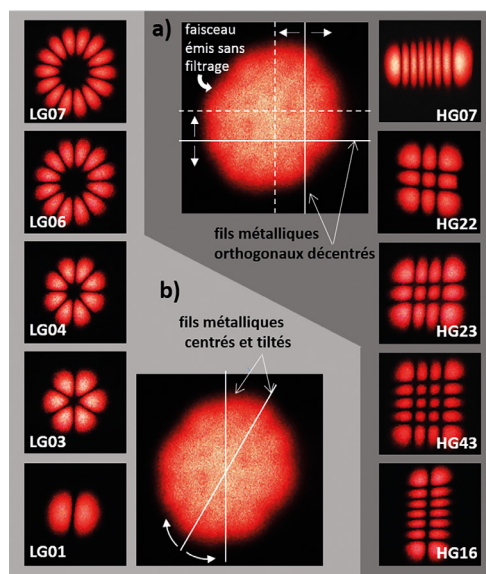 a)
faisceau
émis sans
filtrage
fils métalliques
orthogonaux décentrés
b)
fils métalliques
centrés et tiltés
LG07
LG06
LG04
LG03
LG01
HG07
HG22
HG23
HG43
HG16